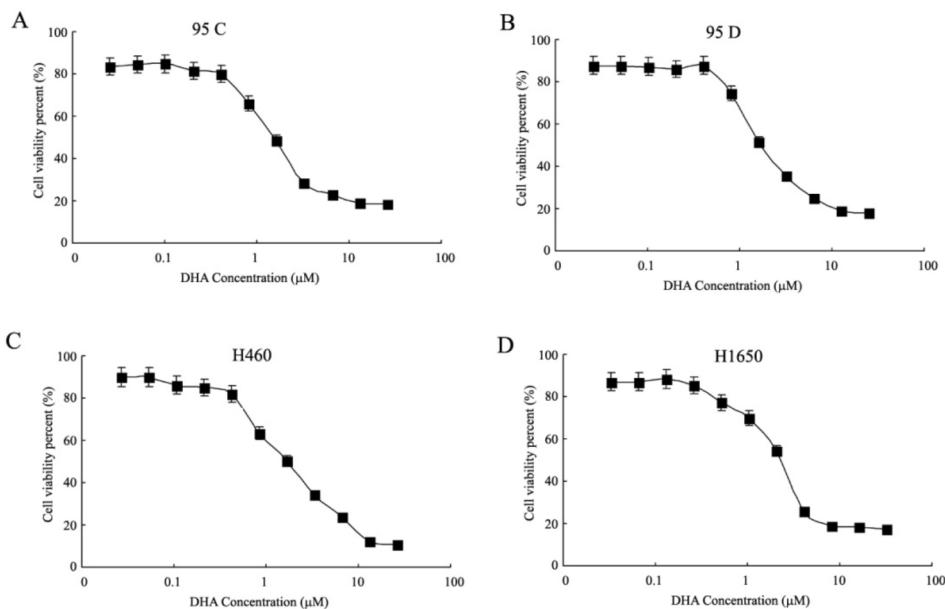 A
95 C
Cell viability percent (%)
100
80
60
40
20
0
0 0.1 1 10 100
DHA Concentration (μM)
B
95 D
Cell viability percent (%)
100
80
60
40
20
0
0 0.1 1 10 100
DHA Concentration (μM)
C
H460
Cell viability percent (%)
100
80
60
40
20
0
0 0.1 1 10 100
DHA Concentration (μM)
D
H1650
Cell viability percent (%)
100
80
60
40
20
0
0 0.1 1 10 100
DHA Concentration (μM)